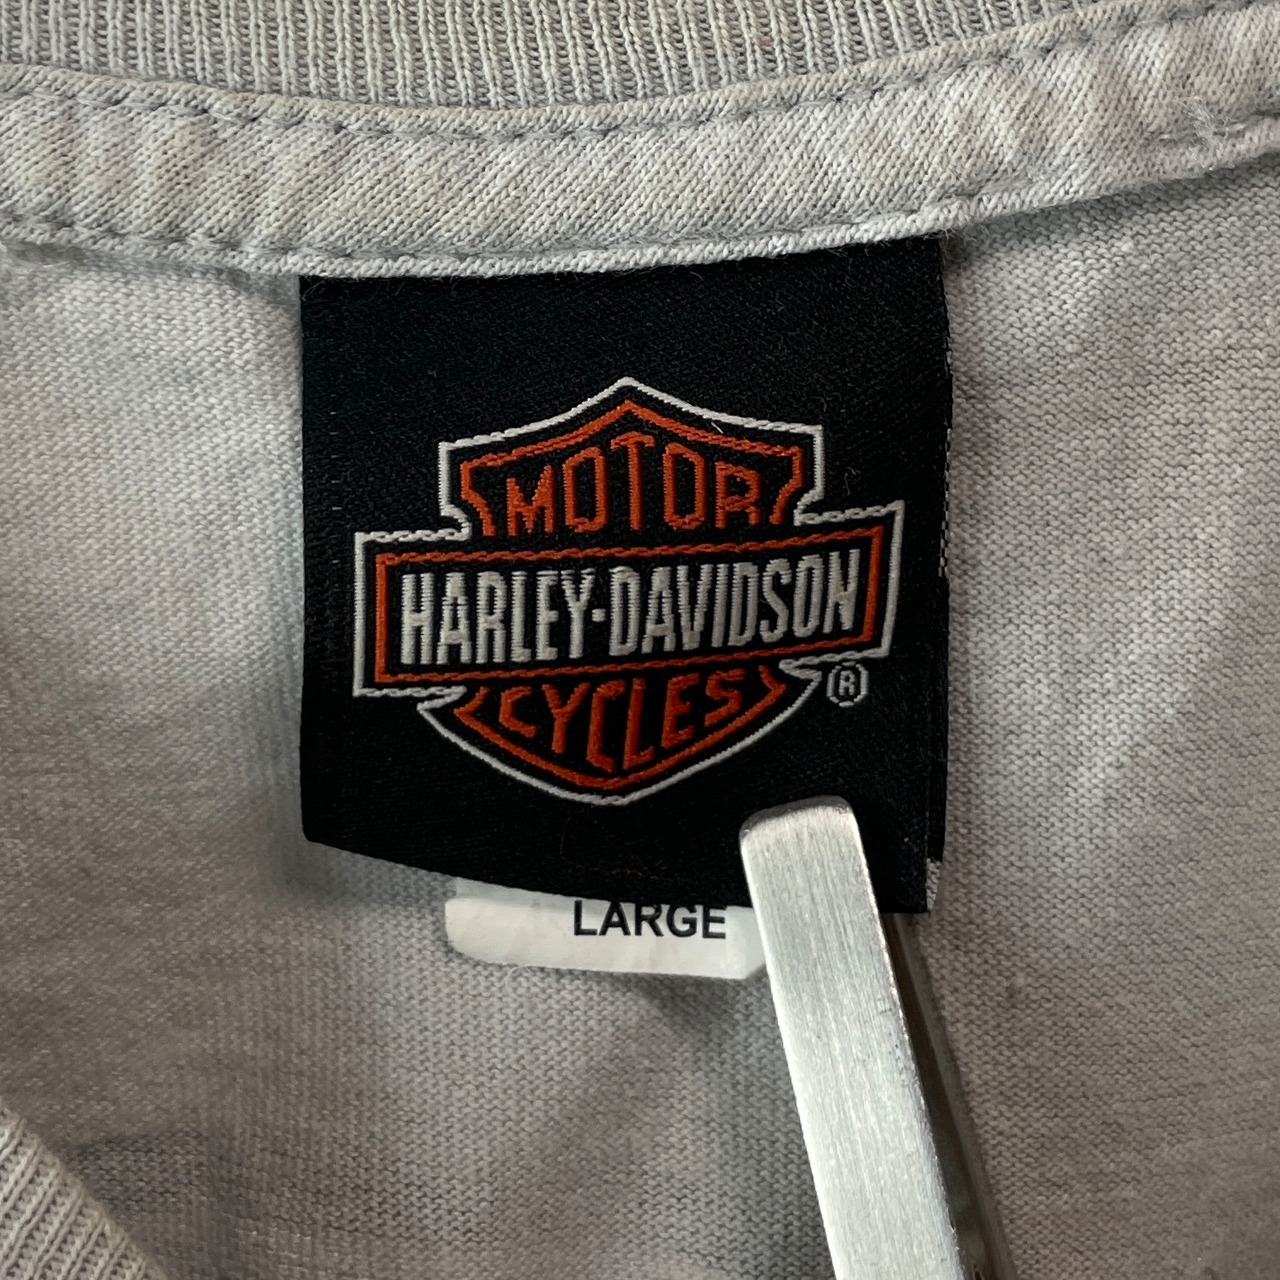 MOTOR
HARLEY-DAVIDSON
CYCLES
®
LARGE